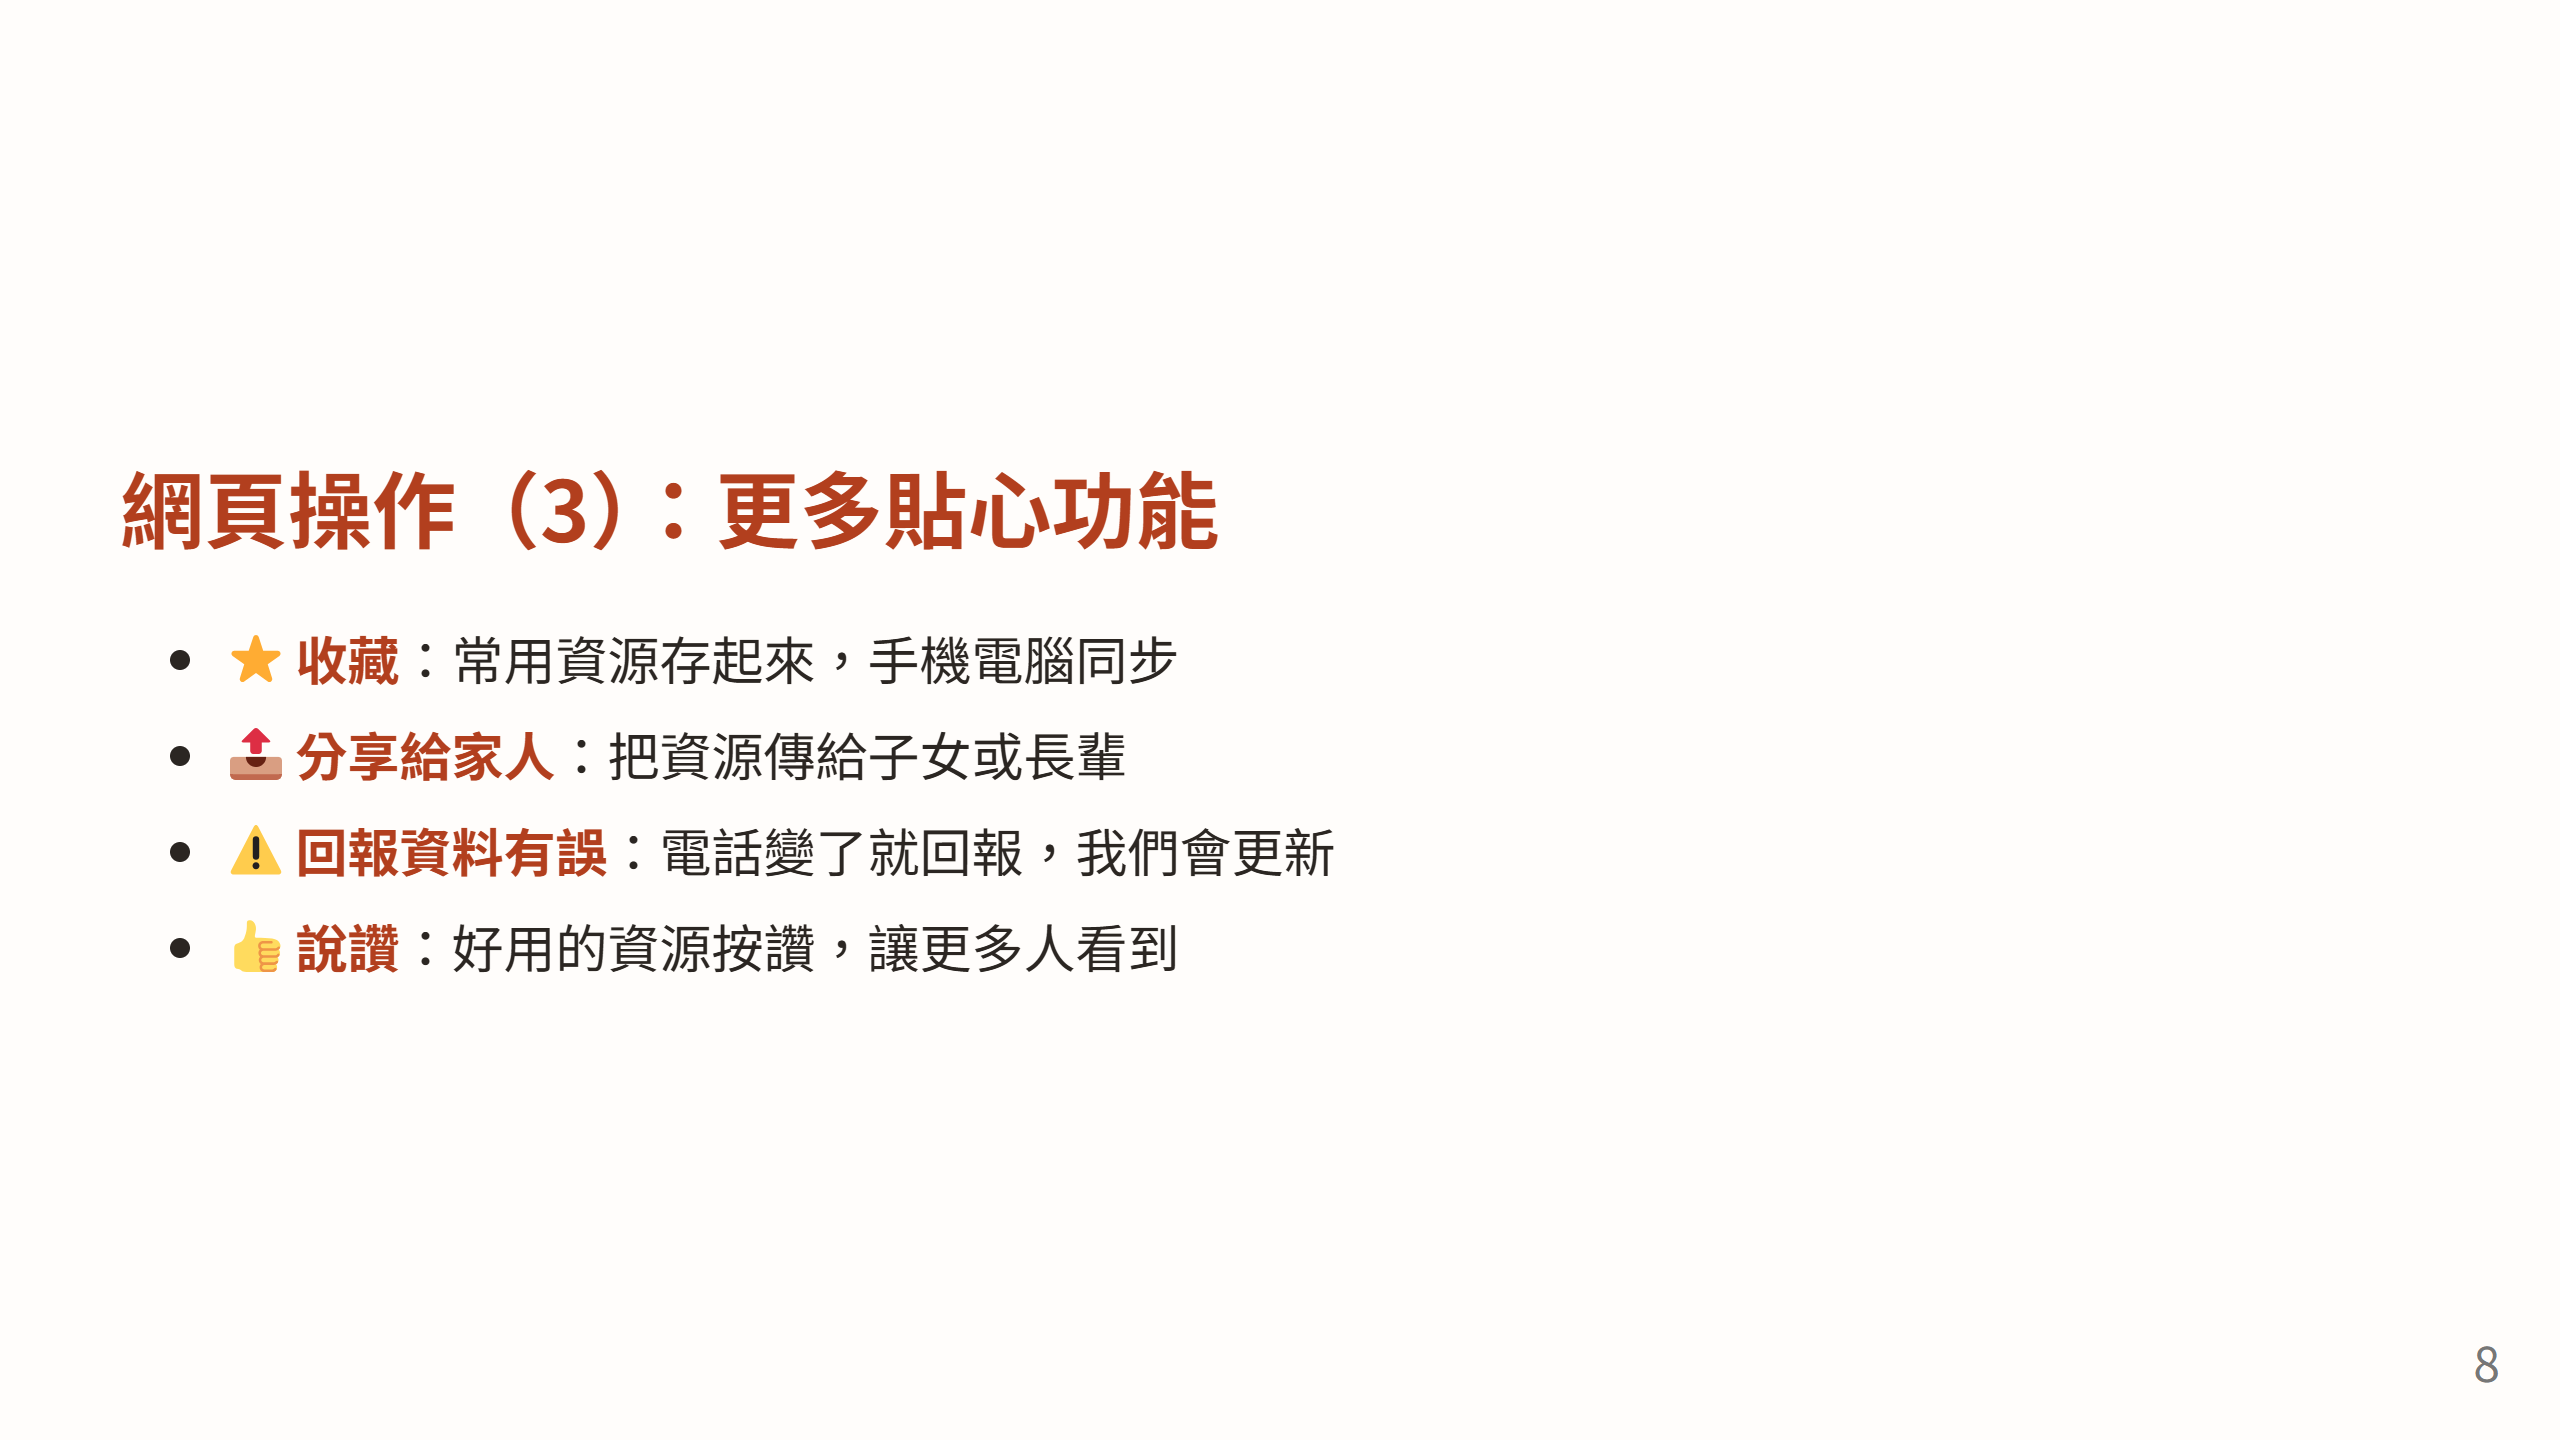 網頁操作（3）：更多貼心功能
• ⭐ 收藏：常用資源存起來，手機電腦同步
• 📤 分享給家人：把資源傳給子女或長輩
• ⚠️ 回報資料有誤：電話變了就回報，我們會更新
• 👍 說讚：好用的資源按讚，讓更多人看到
8